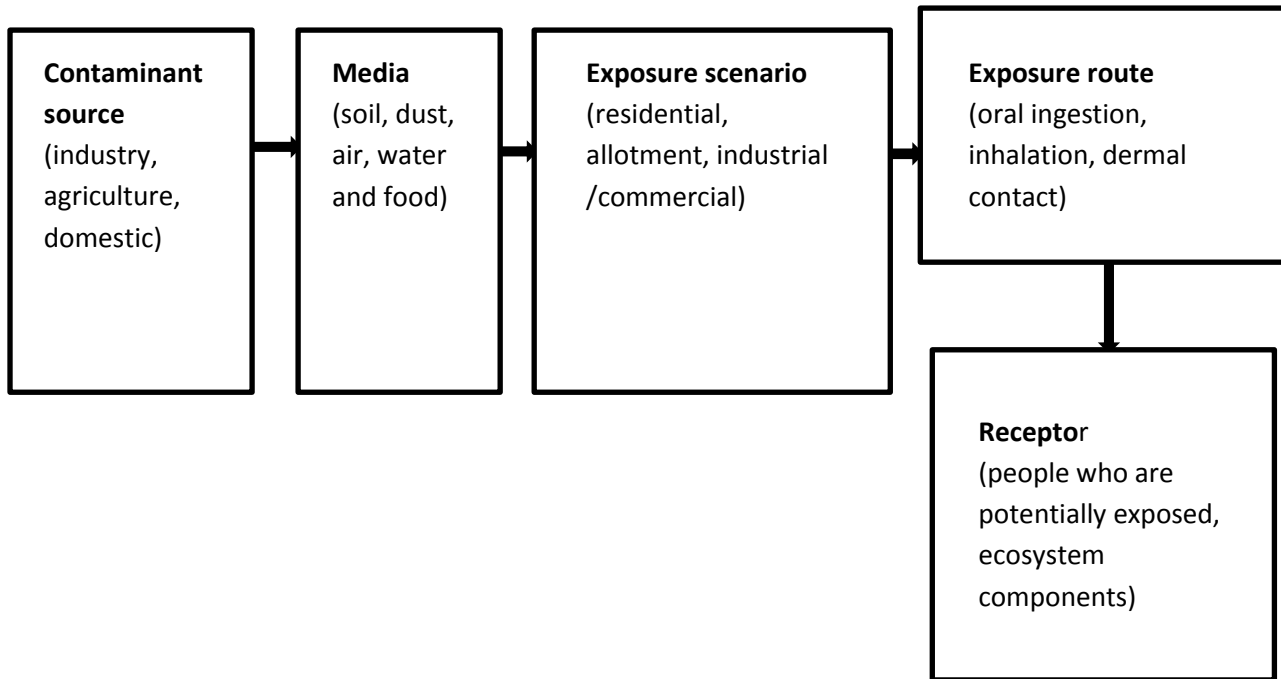 Contaminant
source
(industry,
agriculture,
domestic)
Media
(soil, dust,
air, water
and food)
Exposure scenario
(residential,
allotment, industrial
/commercial)
Exposure route
(oral ingestion,
inhalation, dermal
contact)
Receptor
(people who are
potentially exposed,
ecosystem
components)